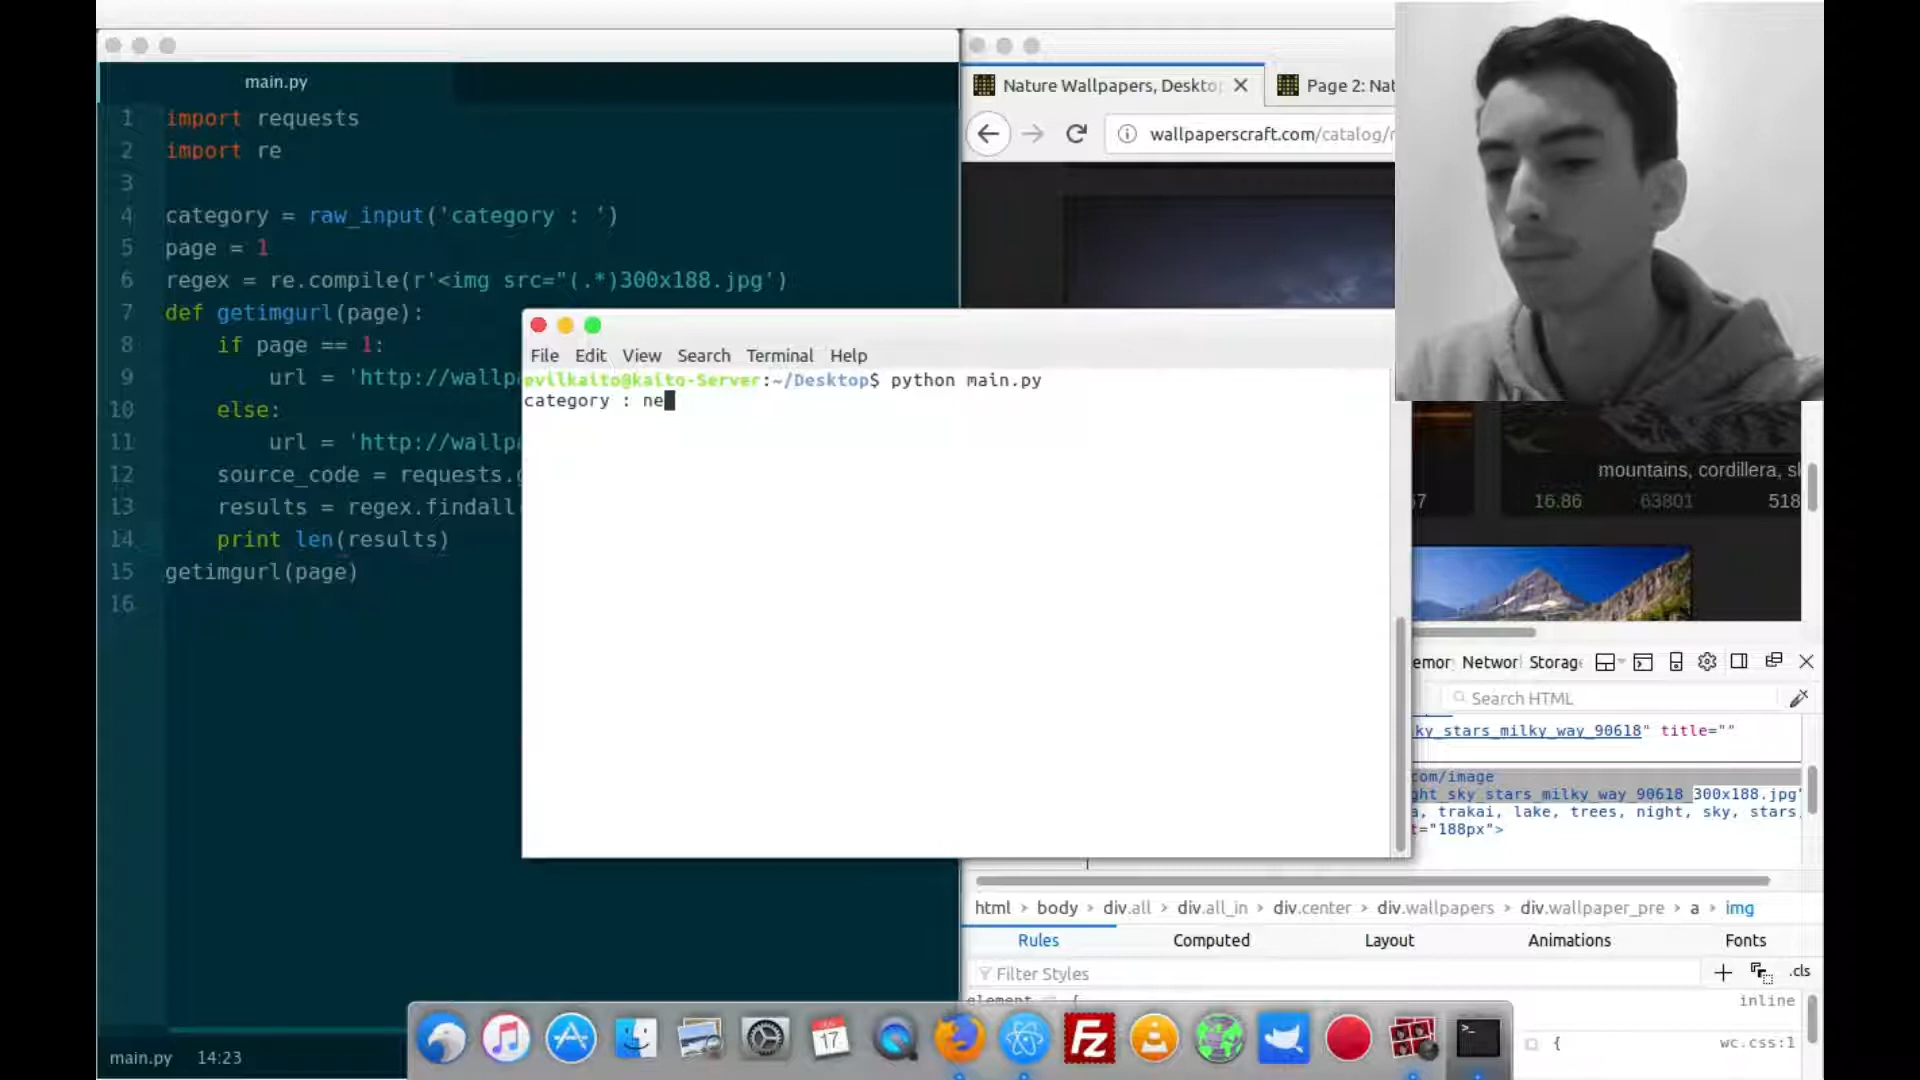 main.py
1 import requests
2 import re
3
4 category = raw_input('category : ')
5 page = 1
6 regex = re.compile(r'<img src="(.*)300x188.jpg')
7 def getimgurl(page):
8 if page == 1:
9 url = 'http://wallp
10 else:
11 url = 'http://wallp
12 source_code = requests.g
13 results = regex.findall
14 print len(results)
15 getimgurl(page)
16
main.py 14:23
File Edit View Search Terminal Help
evilkaito@kaito-Server:~/Desktop$ python main.py
category : ne
Nature Wallpapers, Deskto
Page 2: Nat
wallpaperscraft.com/catalog/
mountains, cordillera, s
16.86 63801 518
emor Networ Storag
Search HTML
ky_stars_milky_way_90618" title=""
com/image
ght_sky_stars_milky_way_90618_300x188.jpg"
a, trakai, lake, trees, night, sky, stars,
t="188px">
html > body > div.all > div.all_in > div.center > div.wallpapers > div.wallpaper_pre > a > img
Rules Computed Layout Animations Fonts
Filter Styles
+ .cls
element {
inline
{
wc.css:1
17
FZ
>_